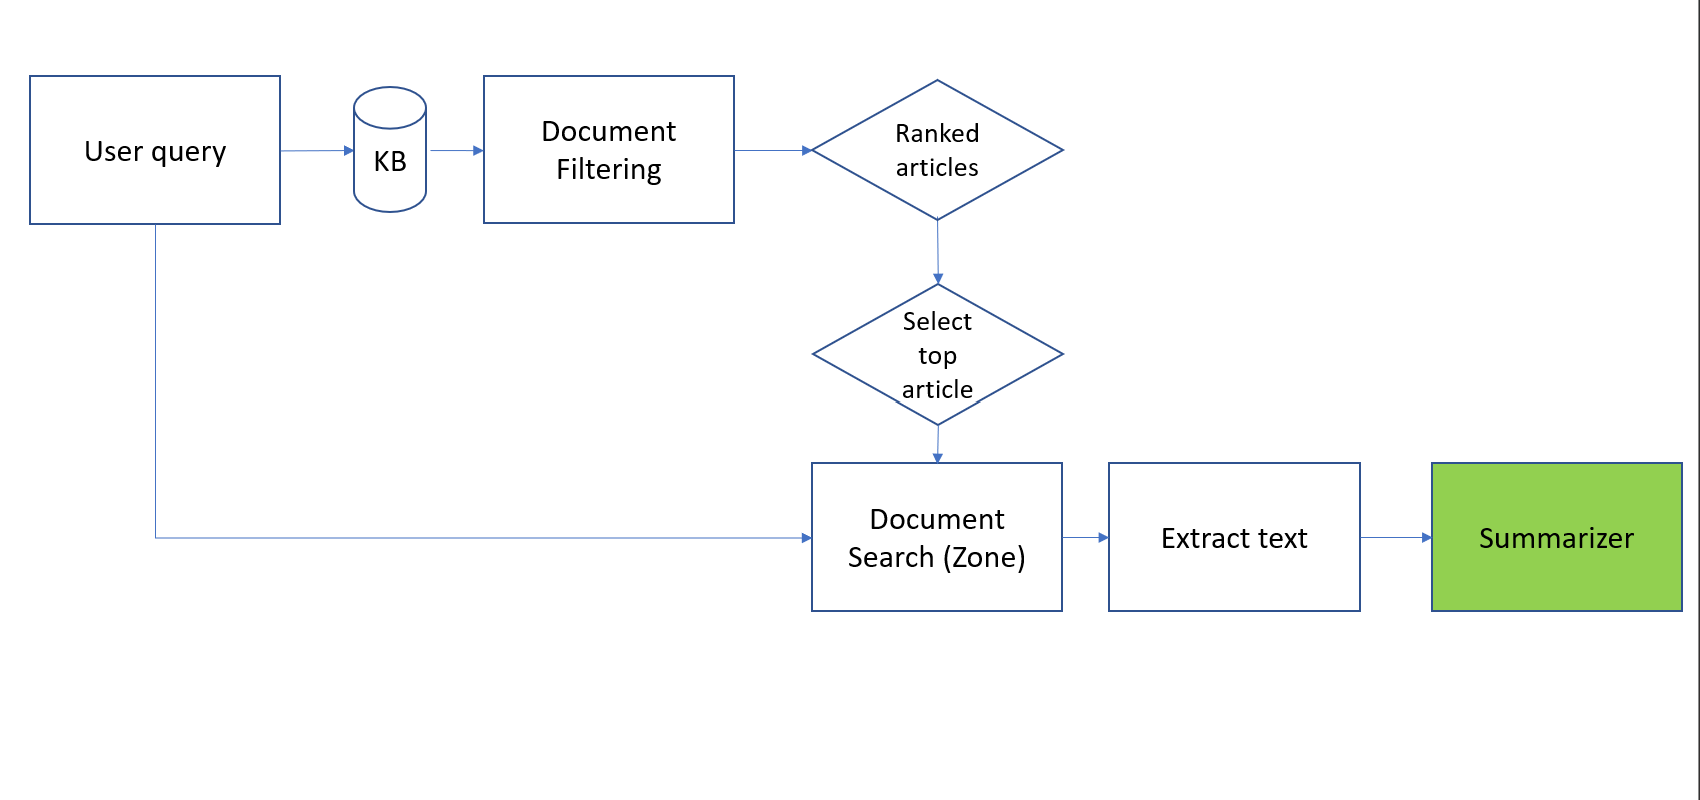 User query
KB
Document
Filtering
Ranked
articles
Select
top
article
Document
Search (Zone)
Extract text
Summarizer